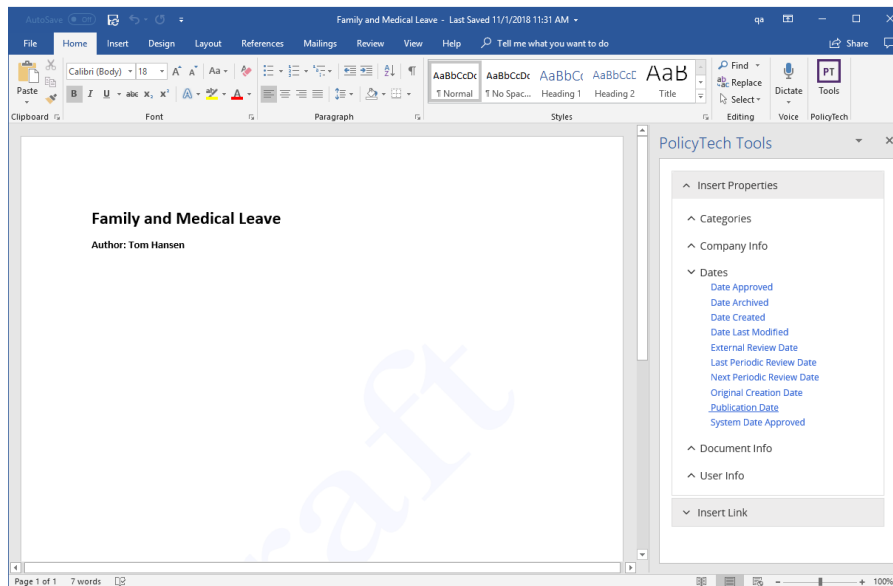 AutoSave Off Family and Medical Leave - Last Saved 11/1/2018 11:31 AM qa
File Home Insert Design Layout References Mailings Review View Help Tell me what you want to do Share
Paste
Clipboard
Calibri (Body) 18 A A Aa
B I U abc x, x² A ab A
Font
Paragraph
AaBbCcDc AaBbCcDc AaBbCc AaBbCcE AaB
¶ Normal ¶ No Spac... Heading 1 Heading 2 Title
Styles
Find
Replace
Select
Editing
Dictate
Voice
PT
Tools
PolicyTech
Family and Medical Leave
Author: Tom Hansen
raft
PolicyTech Tools
Insert Properties
Categories
Company Info
Dates
Date Approved
Date Archived
Date Created
Date Last Modified
External Review Date
Last Periodic Review Date
Next Periodic Review Date
Original Creation Date
Publication Date
System Date Approved
Document Info
User Info
Insert Link
Page 1 of 1 7 words 100%